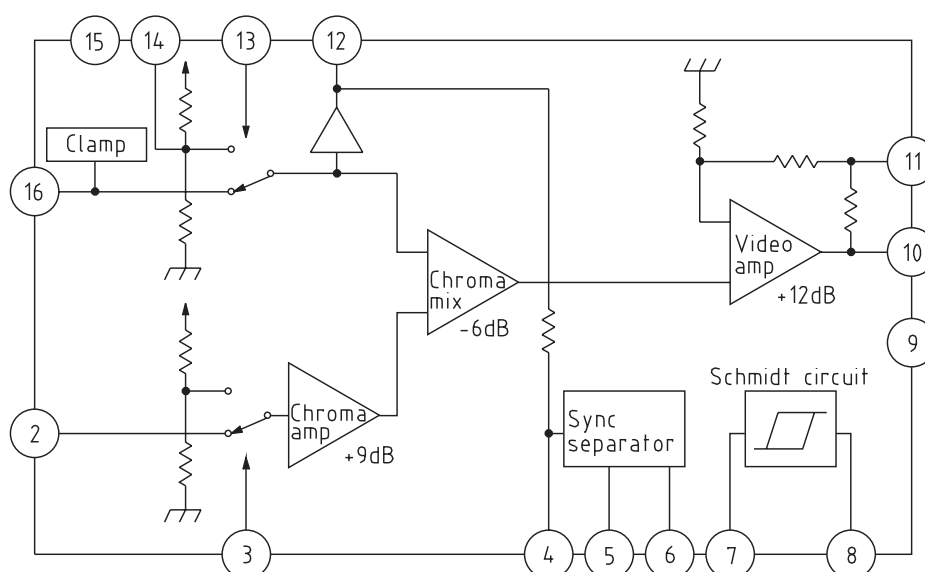 15
14
13
12
Clamp
16
11
Chroma
mix
-6dB
Video
amp
+12dB
10
9
2
Chroma
amp
+9dB
Sync
separator
Schmidt circuit
3
4
5
6
7
8